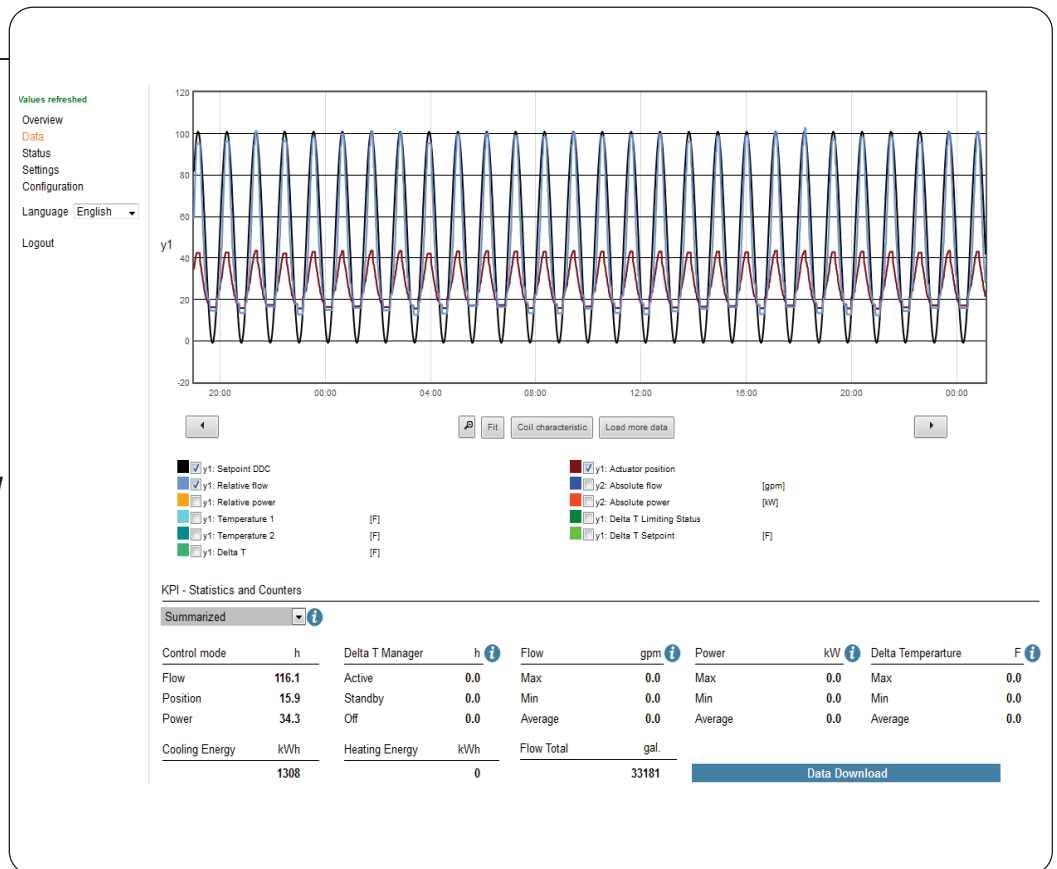 Values refreshed
Overview
Data
Status
Settings
Configuration
Language English
Logout
120
100
80
60
y1
40
20
0
-20
20:00 00:00 04:00 08:00 12:00 16:00 20:00 00:00
Fit Coil characteristic Load more data
y1: Setpoint DDC
y1: Relative flow
y1: Relative power
y1: Temperature 1 [F]
y1: Temperature 2 [F]
y1: Delta T [F]
y1: Actuator position
y2: Absolute flow [gpm]
y2: Absolute power [kW]
y1: Delta T Limiting Status
y1: Delta T Setpoint [F]
KPI - Statistics and Counters
Summarized i
Control mode h Delta T Manager h i Flow gpm i Power kW i Delta Temperarture F i
Flow 116.1 Active 0.0 Max 0.0 Max 0.0 Max 0.0
Position 15.9 Standby 0.0 Min 0.0 Min 0.0 Min 0.0
Power 34.3 Off 0.0 Average 0.0 Average 0.0 Average 0.0
Cooling Energy kWh Heating Energy kWh Flow Total gal.
1308 0 33181 Data Download